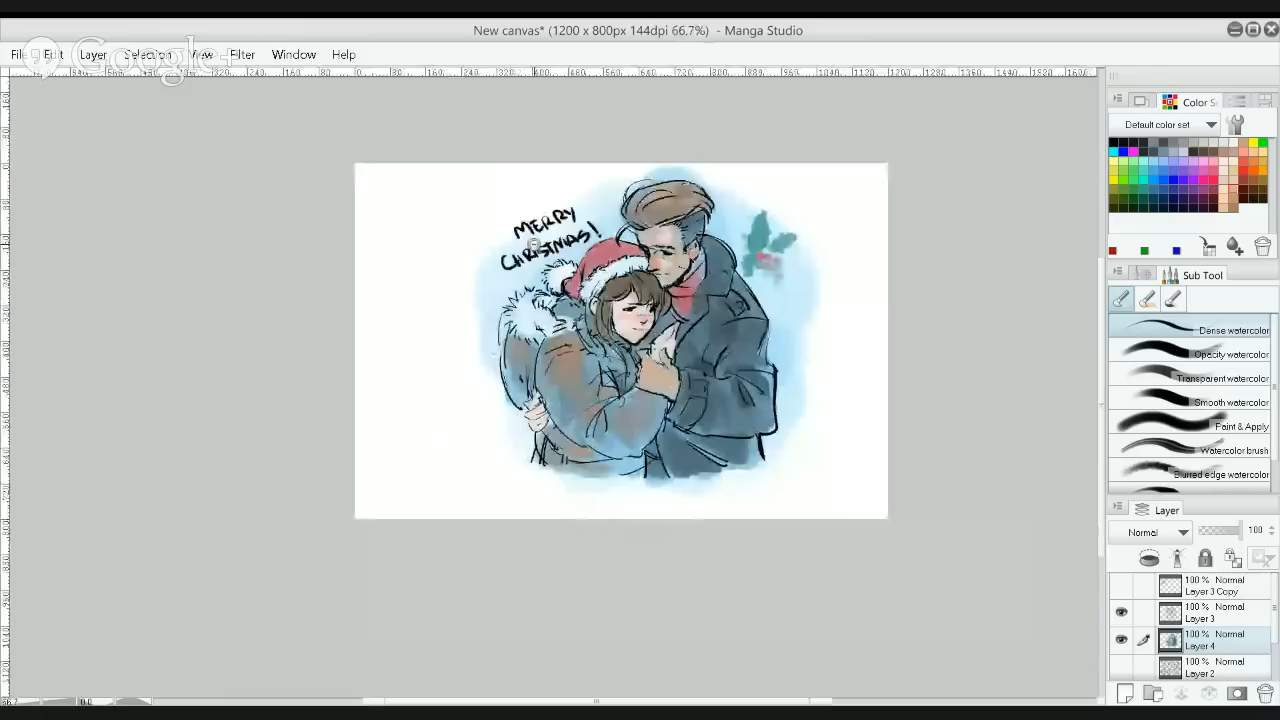 New canvas* (1200 x 800px 144dpi 66.7%) - Manga Studio
File Edit Layer Selection View Filter Window Help
Google+
MERRY
CHRISTMAS!
Color S
Default color set
Sub Tool
Dense watercolor
Opacity watercolor
Transparent watercolor
Smooth watercolor
Paint & Apply
Watercolor brush
Blurred edge watercolor
Layer
Normal 100
100 % Normal
Layer 3 Copy
100 % Normal
Layer 3
100 % Normal
Layer 4
100 % Normal
Layer 2